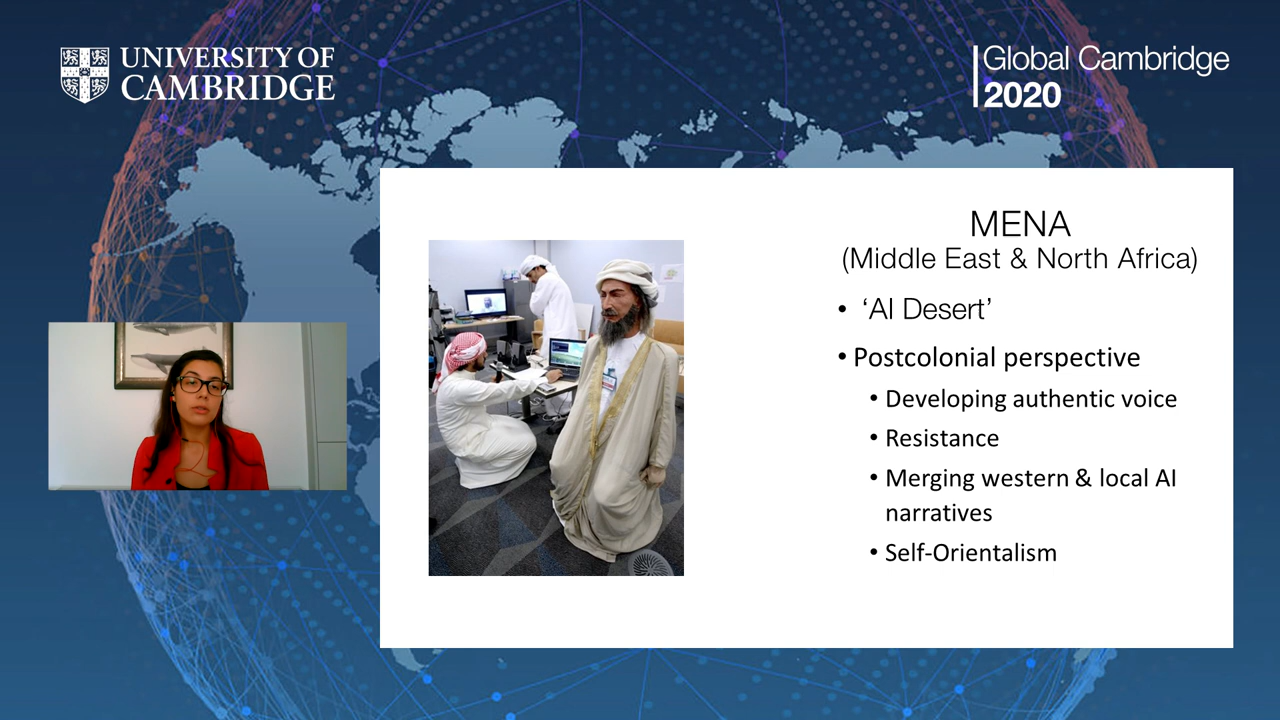 UNIVERSITY OF
CAMBRIDGE
Global Cambridge
2020
MENA
(Middle East & North Africa)
• ‘AI Desert’
• Postcolonial perspective
• Developing authentic voice
• Resistance
• Merging western & local AI
narratives
• Self-Orientalism